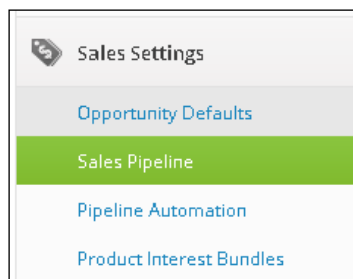 Sales Settings
Opportunity Defaults
Sales Pipeline
Pipeline Automation
Product Interest Bundles